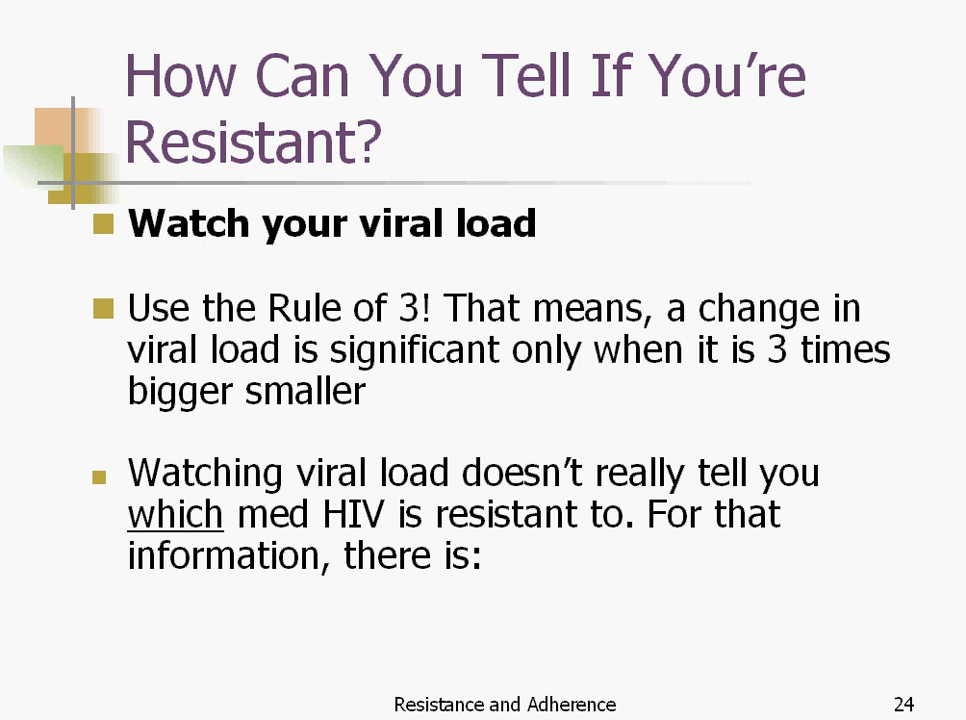 How Can You Tell If You’re
Resistant?
Watch your viral load
Use the Rule of 3! That means, a change in
viral load is significant only when it is 3 times
bigger smaller
Watching viral load doesn’t really tell you
which med HIV is resistant to. For that
information, there is:
Resistance and Adherence
24